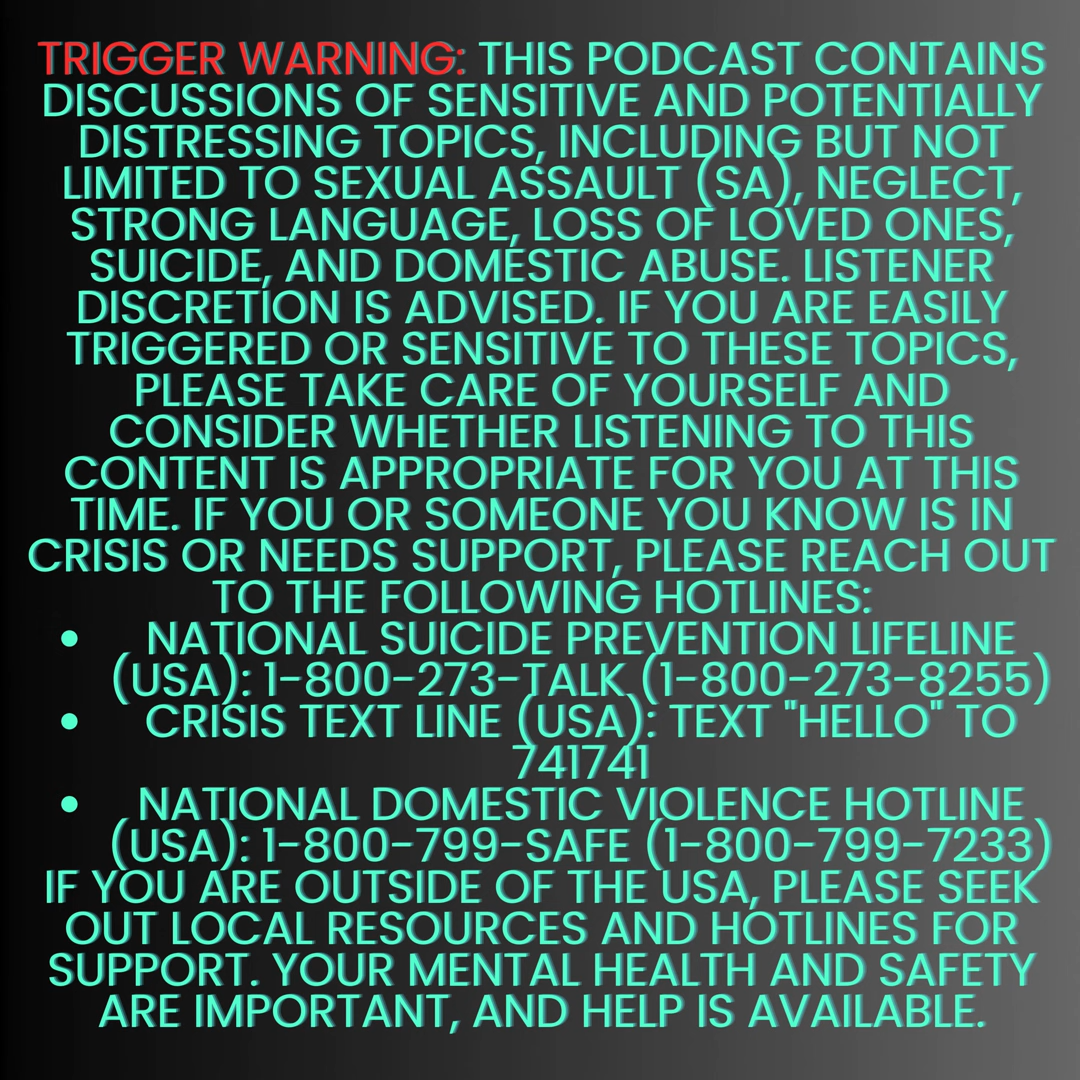 TRIGGER WARNING: THIS PODCAST CONTAINS
DISCUSSIONS OF SENSITIVE AND POTENTIALLY
DISTRESSING TOPICS, INCLUDING BUT NOT
LIMITED TO SEXUAL ASSAULT (SA), NEGLECT,
STRONG LANGUAGE, LOSS OF LOVED ONES,
SUICIDE, AND DOMESTIC ABUSE. LISTENER
DISCRETION IS ADVISED. IF YOU ARE EASILY
TRIGGERED OR SENSITIVE TO THESE TOPICS,
PLEASE TAKE CARE OF YOURSELF AND
CONSIDER WHETHER LISTENING TO THIS
CONTENT IS APPROPRIATE FOR YOU AT THIS
TIME. IF YOU OR SOMEONE YOU KNOW IS IN
CRISIS OR NEEDS SUPPORT, PLEASE REACH OUT
TO THE FOLLOWING HOTLINES:
• NATIONAL SUICIDE PREVENTION LIFELINE
(USA): 1-800-273-TALK (1-800-273-8255)
• CRISIS TEXT LINE (USA): TEXT "HELLO" TO
741741
• NATIONAL DOMESTIC VIOLENCE HOTLINE
(USA): 1-800-799-SAFE (1-800-799-7233)
IF YOU ARE OUTSIDE OF THE USA, PLEASE SEEK
OUT LOCAL RESOURCES AND HOTLINES FOR
SUPPORT. YOUR MENTAL HEALTH AND SAFETY
ARE IMPORTANT, AND HELP IS AVAILABLE.